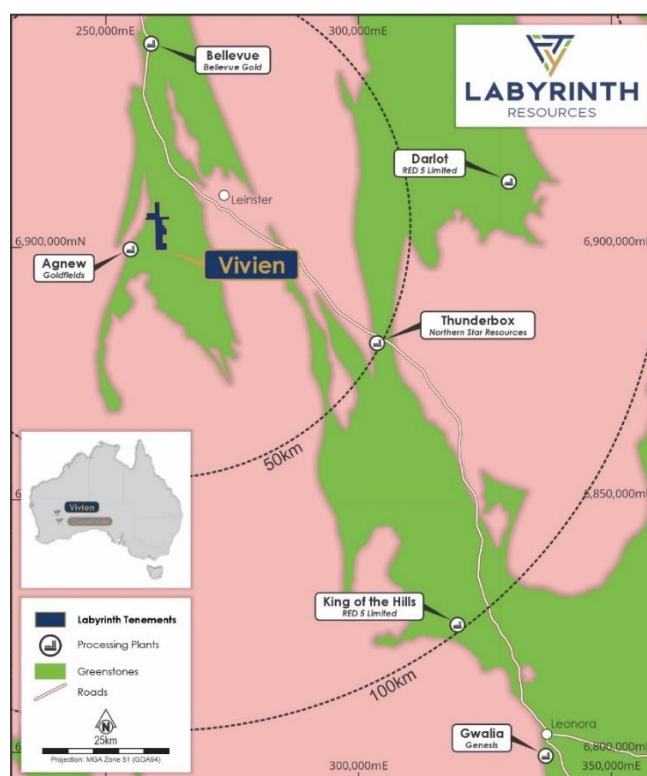 250,000mE
300,000mE
Bellevue
Bellevue Gold
LABYRINTH
RESOURCES
Darlot
RED 5 Limited
Leinster
6,900,000mN
6,900,000mN
Agnew
Goldfields
Vivien
Thunderbox
Northern Star Resources
50km
6,850,000mN
Vivien
King of the Hills
RED 5 Limited
Labyrinth Tenements
Processing Plants
Greenstones
Roads
100km
N
25km
Projection: MGA Zone 51 (GDA94)
Gwalia
Genesis
Leonora
6,800,000mN
300,000mE
350,000mE